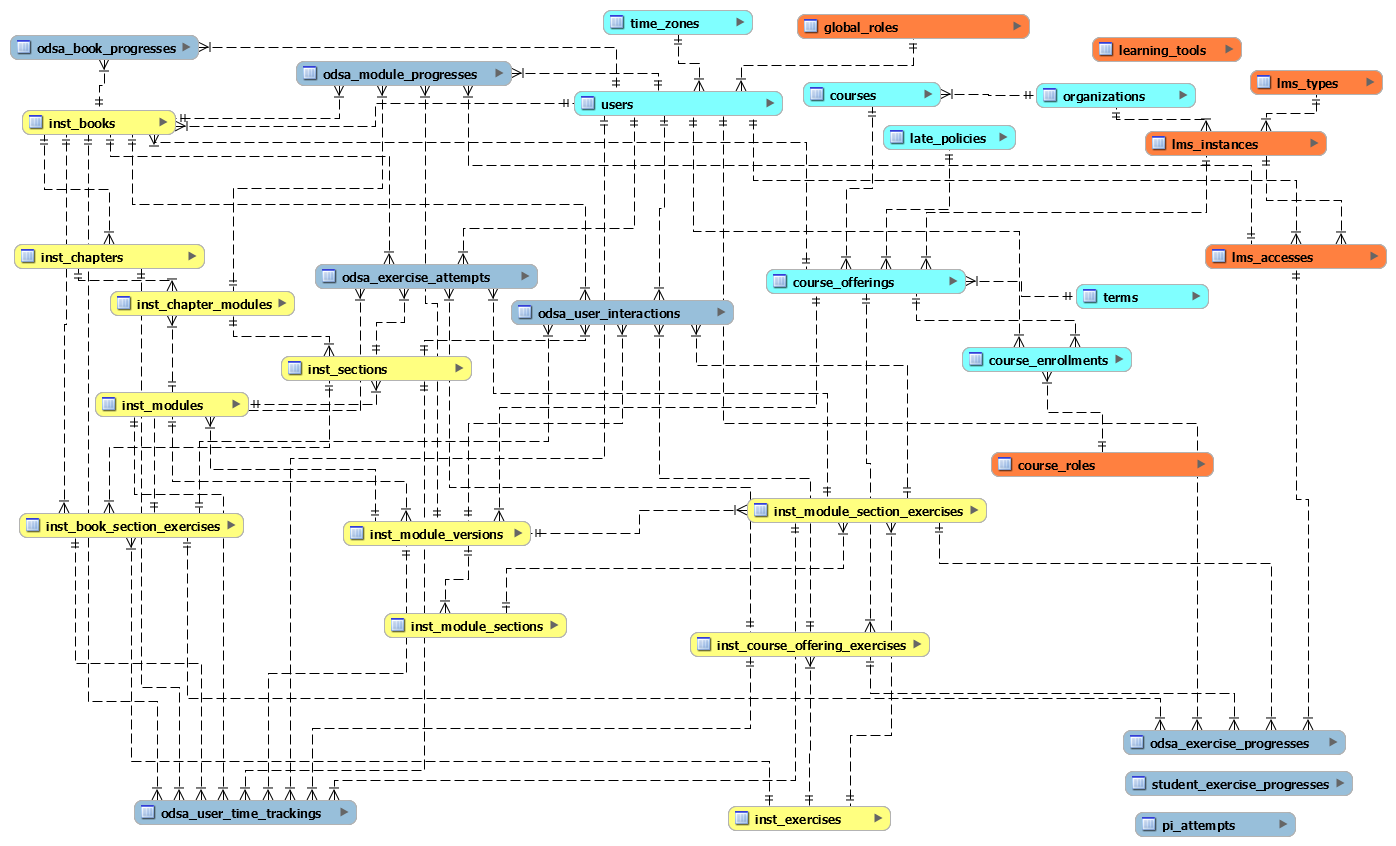 time_zones
global_roles
odsa_book_progresses
learning_tools
odsa_module_progresses
lms_types
users
courses
organizations
inst_books
late_policies
lms_instances
inst_chapters
lms_accesses
odsa_exercise_attempts
course_offerings
inst_chapter_modules
terms
odsa_user_interactions
inst_sections
course_enrollments
inst_modules
course_roles
inst_book_section_exercises
inst_module_section_exercises
inst_module_versions
inst_module_sections
inst_course_offering_exercises
odsa_exercise_progresses
student_exercise_progresses
odsa_user_time_trackings
inst_exercises
pi_attempts